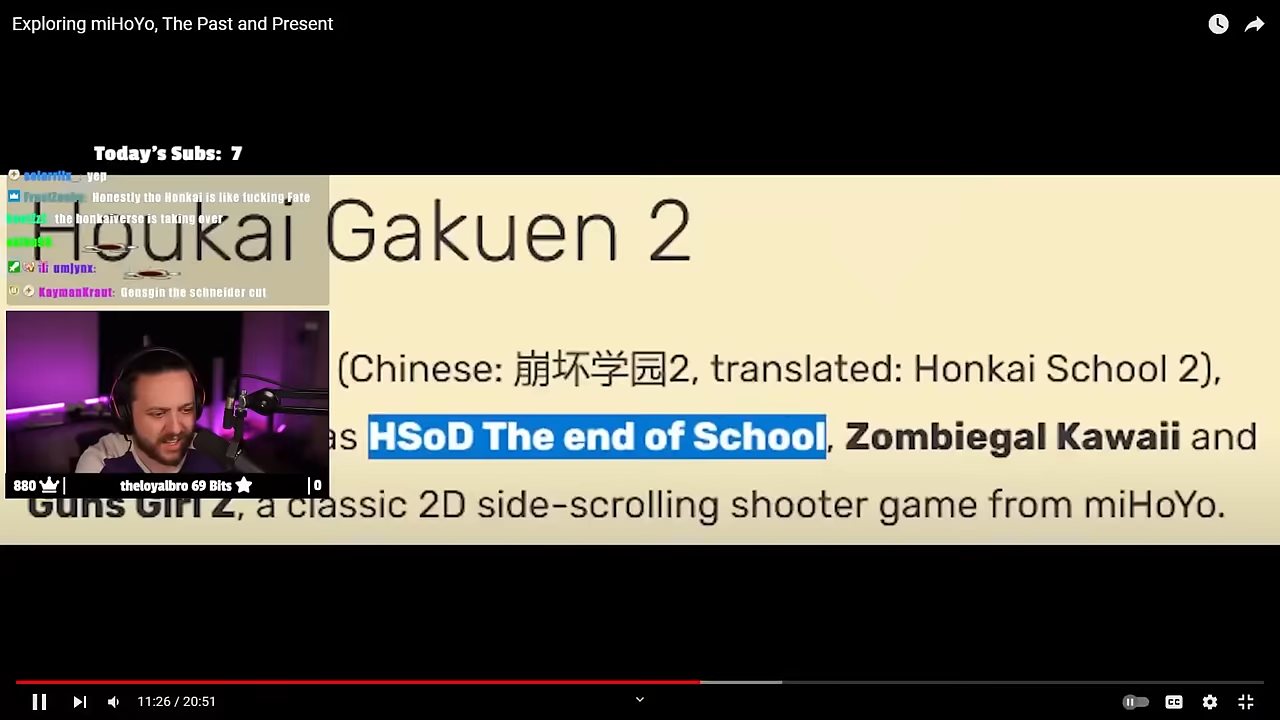 Exploring miHoYo, The Past and Present
Today's Subs: 7
yep
Honestly tho Honkai is like fucking Fate
the honkaiverse is taking over
umjynx:
KaymanKraut: Gensgin the schneider cut
Honkai Gakuen 2
(Chinese: 崩坏学园2, translated: Honkai School 2),
as HSoD The end of School, Zombiegal Kawaii and
Guns Girl Z, a classic 2D side-scrolling shooter game from miHoYo.
880
theloyalbro 69 Bits
0
11:26 / 20:51
CC